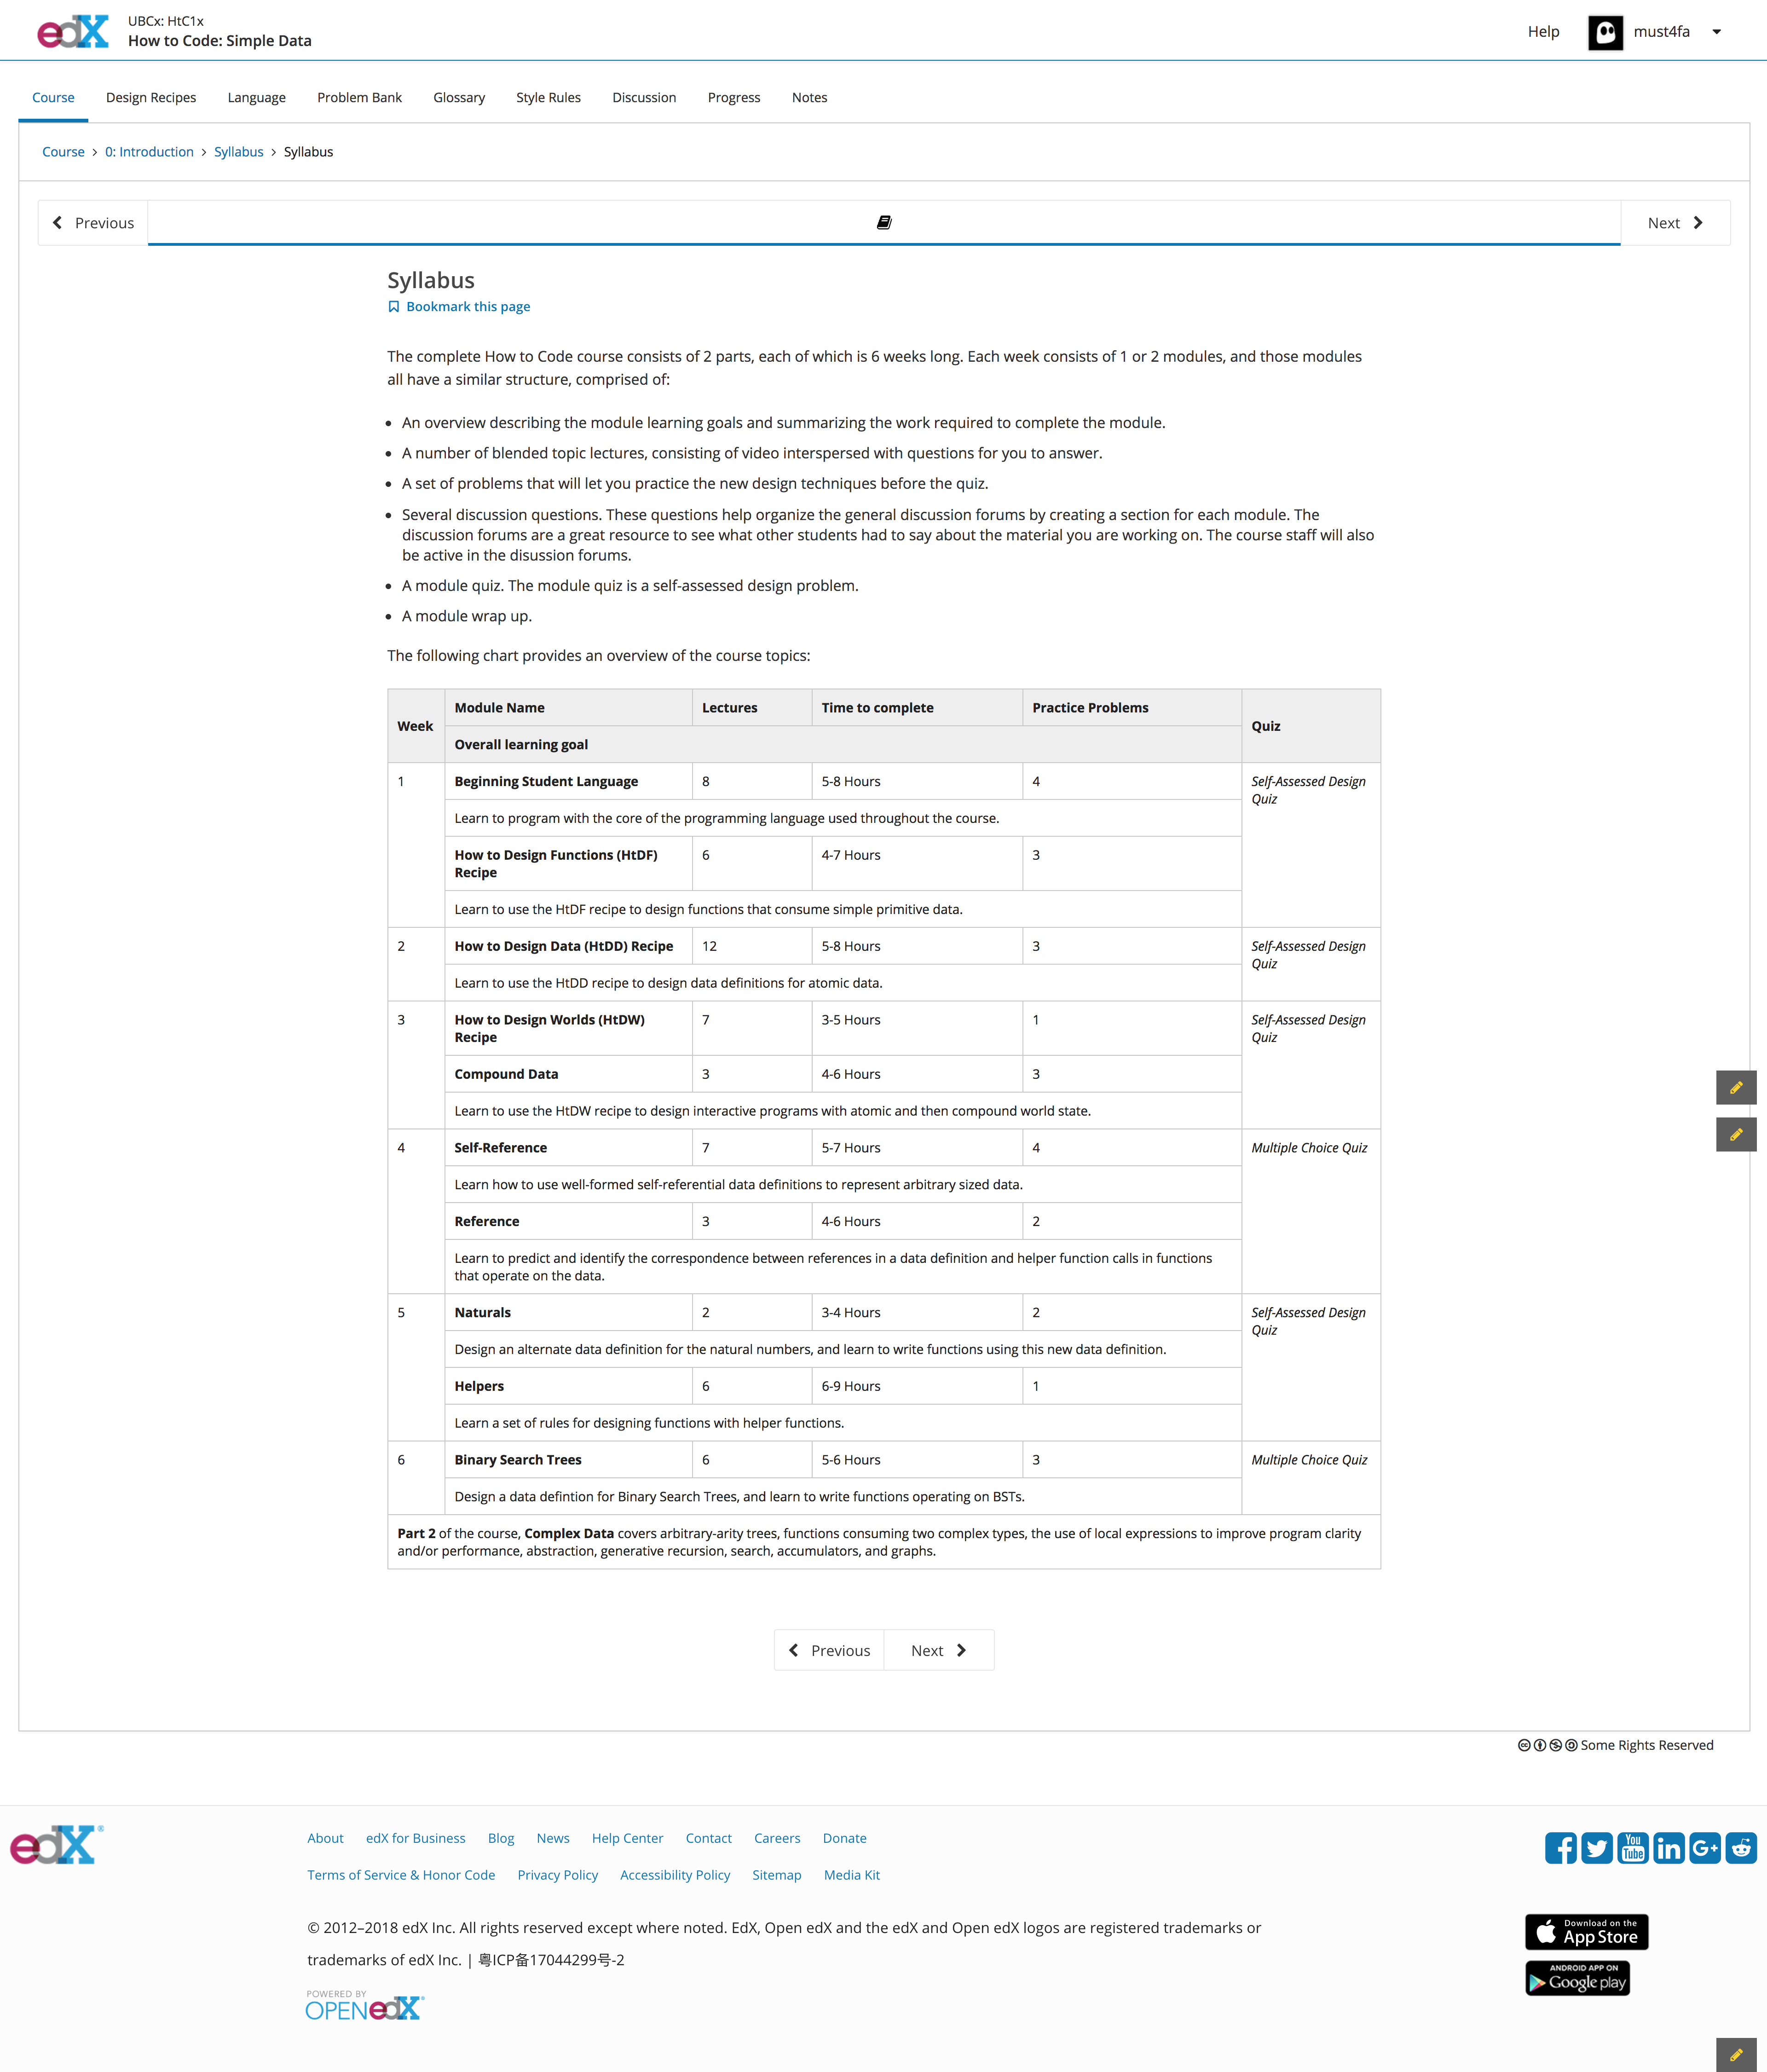 edX
UBCx: HtC1x
How to Code: Simple Data
Help
must4fa
Course
Design Recipes
Language
Problem Bank
Glossary
Style Rules
Discussion
Progress
Notes
Course > 0: Introduction > Syllabus > Syllabus
Previous
Next
Syllabus
Bookmark this page
The complete How to Code course consists of 2 parts, each of which is 6 weeks long. Each week consists of 1 or 2 modules, and those modules
all have a similar structure, comprised of:
• An overview describing the module learning goals and summarizing the work required to complete the module.
• A number of blended topic lectures, consisting of video interspersed with questions for you to answer.
• A set of problems that will let you practice the new design techniques before the quiz.
• Several discussion questions. These questions help organize the general discussion forums by creating a section for each module. The
discussion forums are a great resource to see what other students had to say about the material you are working on. The course staff will also
be active in the disussion forums.
• A module quiz. The module quiz is a self-assessed design problem.
• A module wrap up.
The following chart provides an overview of the course topics:
Week Module Name Lectures Time to complete Practice Problems Quiz
Overall learning goal
1 Beginning Student Language 8 5-8 Hours 4 Self-Assessed Design
Quiz
Learn to program with the core of the programming language used throughout the course.
How to Design Functions (HtDF) 6 4-7 Hours 3
Recipe
Learn to use the HtDF recipe to design functions that consume simple primitive data.
2 How to Design Data (HtDD) Recipe 12 5-8 Hours 3 Self-Assessed Design
Quiz
Learn to use the HtDD recipe to design data definitions for atomic data.
3 How to Design Worlds (HtDW) 7 3-5 Hours 1 Self-Assessed Design
Recipe Quiz
Compound Data 3 4-6 Hours 3
Learn to use the HtDW recipe to design interactive programs with atomic and then compound world state.
4 Self-Reference 7 5-7 Hours 4 Multiple Choice Quiz
Learn how to use well-formed self-referential data definitions to represent arbitrary sized data.
Reference 3 4-6 Hours 2
Learn to predict and identify the correspondence between references in a data definition and helper function calls in functions
that operate on the data.
5 Naturals 2 3-4 Hours 2 Self-Assessed Design
Quiz
Design an alternate data definition for the natural numbers, and learn to write functions using this new data definition.
Helpers 6 6-9 Hours 1
Learn a set of rules for designing functions with helper functions.
6 Binary Search Trees 6 5-6 Hours 3 Multiple Choice Quiz
Design a data defintion for Binary Search Trees, and learn to write functions operating on BSTs.
Part 2 of the course, Complex Data covers arbitrary-arity trees, functions consuming two complex types, the use of local expressions to improve program clarity
and/or performance, abstraction, generative recursion, search, accumulators, and graphs.
Previous
Next
Some Rights Reserved
edX®
About
edX for Business
Blog
News
Help Center
Contact
Careers
Donate
You
Tube
in
G+
Terms of Service & Honor Code
Privacy Policy
Accessibility Policy
Sitemap
Media Kit
© 2012–2018 edX Inc. All rights reserved except where noted. EdX, Open edX and the edX and Open edX logos are registered trademarks or
trademarks of edX Inc. | 粤ICP备17044299号-2
Download on the
App Store
ANDROID APP ON
Google play
POWERED BY
OPEN edX®